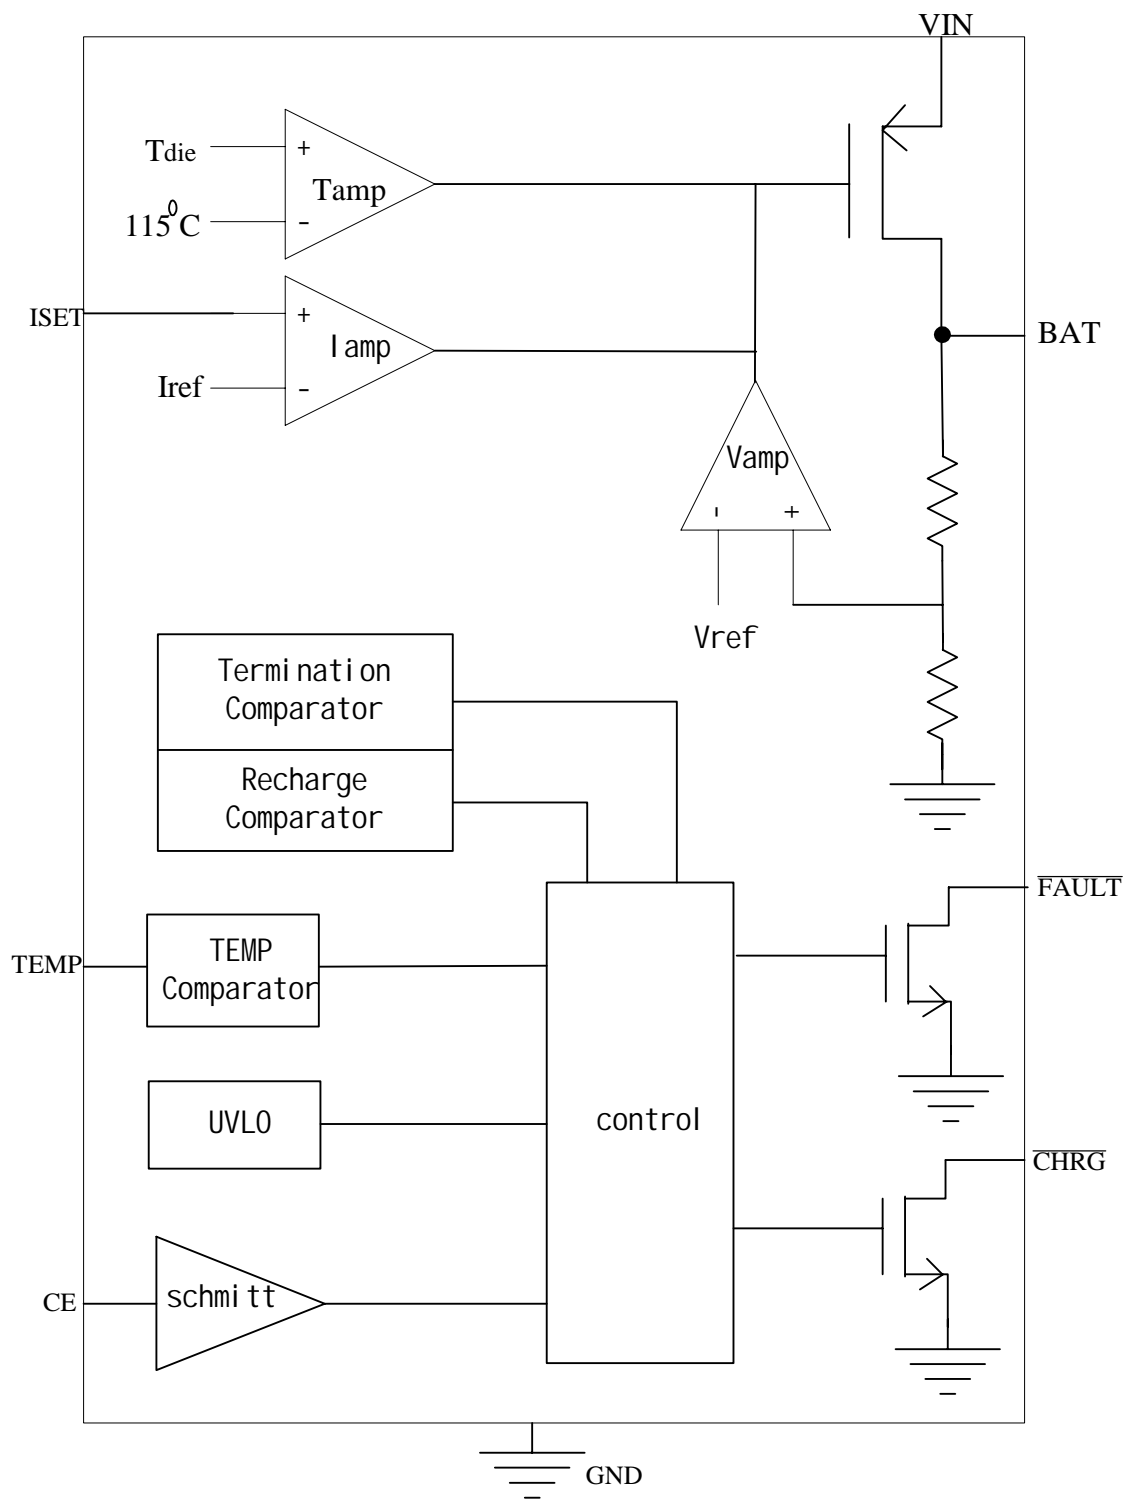 VIN
Tdie
+
Tamp
115⁰C
-
ISET
+
Iamp
Iref
-
BAT
Vamp
- +
Vref
Termination
Comparator
Recharge
Comparator
FAULT
TEMP
TEMP
Comparator
UVLO
control
CHRG
CE
schmitt
GND